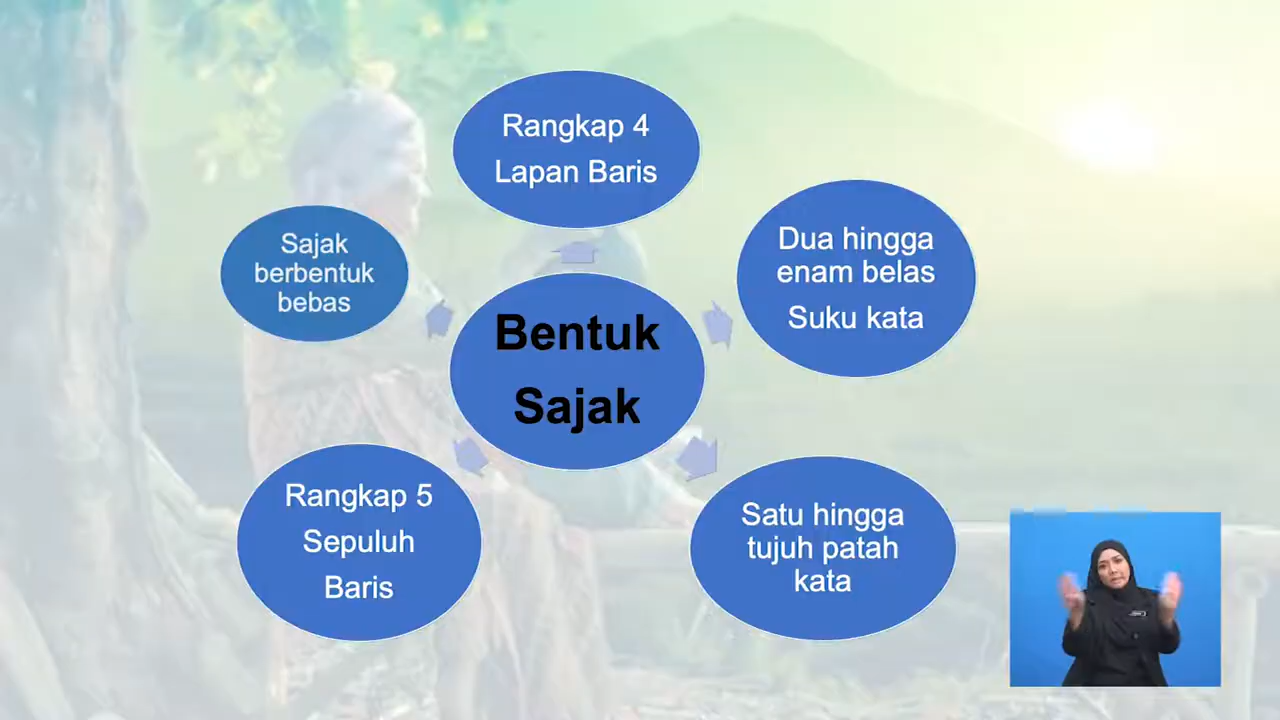 Rangkap 4
Lapan Baris
Dua hingga
enam belas
Suku kata
Sajak
berbentuk
bebas
Bentuk
Sajak
Rangkap 5
Sepuluh
Baris
Satu hingga
tujuh patah
kata